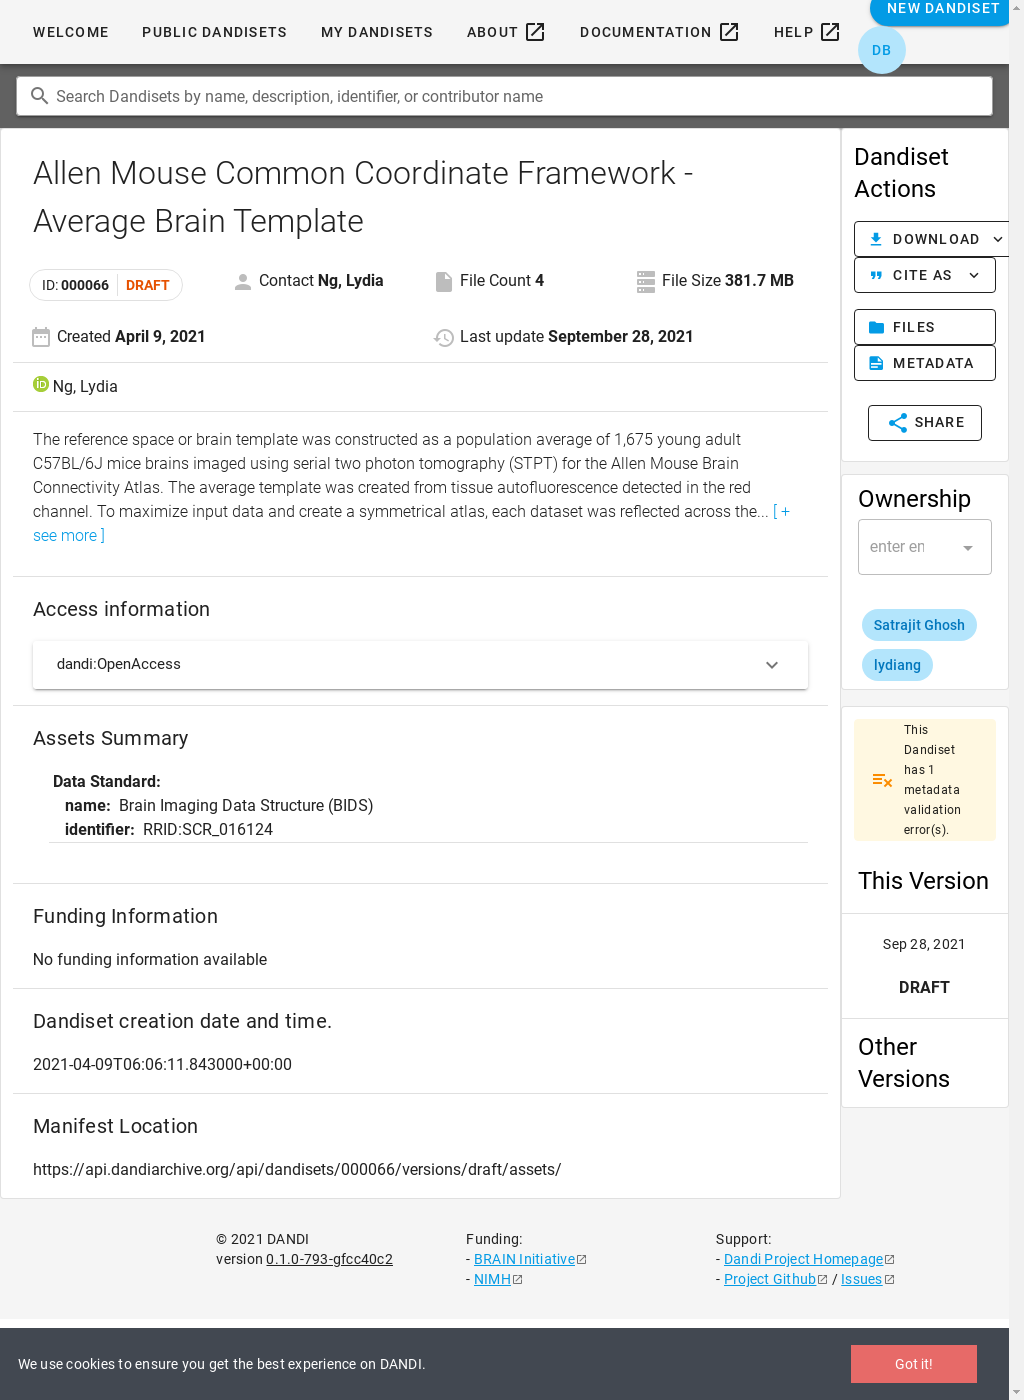 WELCOME PUBLIC DANDISETS MY DANDISETS ABOUT DOCUMENTATION HELP NEW DANDISET
DB
Search Dandisets by name, description, identifier, or contributor name
Allen Mouse Common Coordinate Framework -
Average Brain Template
ID: 000066 DRAFT Contact Ng, Lydia File Count 4 File Size 381.7 MB
Created April 9, 2021 Last update September 28, 2021
Ng, Lydia
The reference space or brain template was constructed as a population average of 1,675 young adult
C57BL/6J mice brains imaged using serial two photon tomography (STPT) for the Allen Mouse Brain
Connectivity Atlas. The average template was created from tissue autofluorescence detected in the red
channel. To maximize input data and create a symmetrical atlas, each dataset was reflected across the... [ +
see more ]
Access information
dandi:OpenAccess
Assets Summary
Data Standard:
name: Brain Imaging Data Structure (BIDS)
identifier: RRID:SCR_016124
Funding Information
No funding information available
Dandiset creation date and time.
2021-04-09T06:06:11.843000+00:00
Manifest Location
https://api.dandiarchive.org/api/dandisets/000066/versions/draft/assets/
Dandiset
Actions
DOWNLOAD
CITE AS
FILES
METADATA
SHARE
Ownership
enter en
Satrajit Ghosh
lydiang
This
Dandiset
has 1
metadata
validation
error(s).
This Version
Sep 28, 2021
DRAFT
Other
Versions
© 2021 DANDI
version 0.1.0-793-gfcc40c2
Funding:
- BRAIN Initiative
- NIMH
Support:
- Dandi Project Homepage
- Project Github / Issues
We use cookies to ensure you get the best experience on DANDI. Got it!